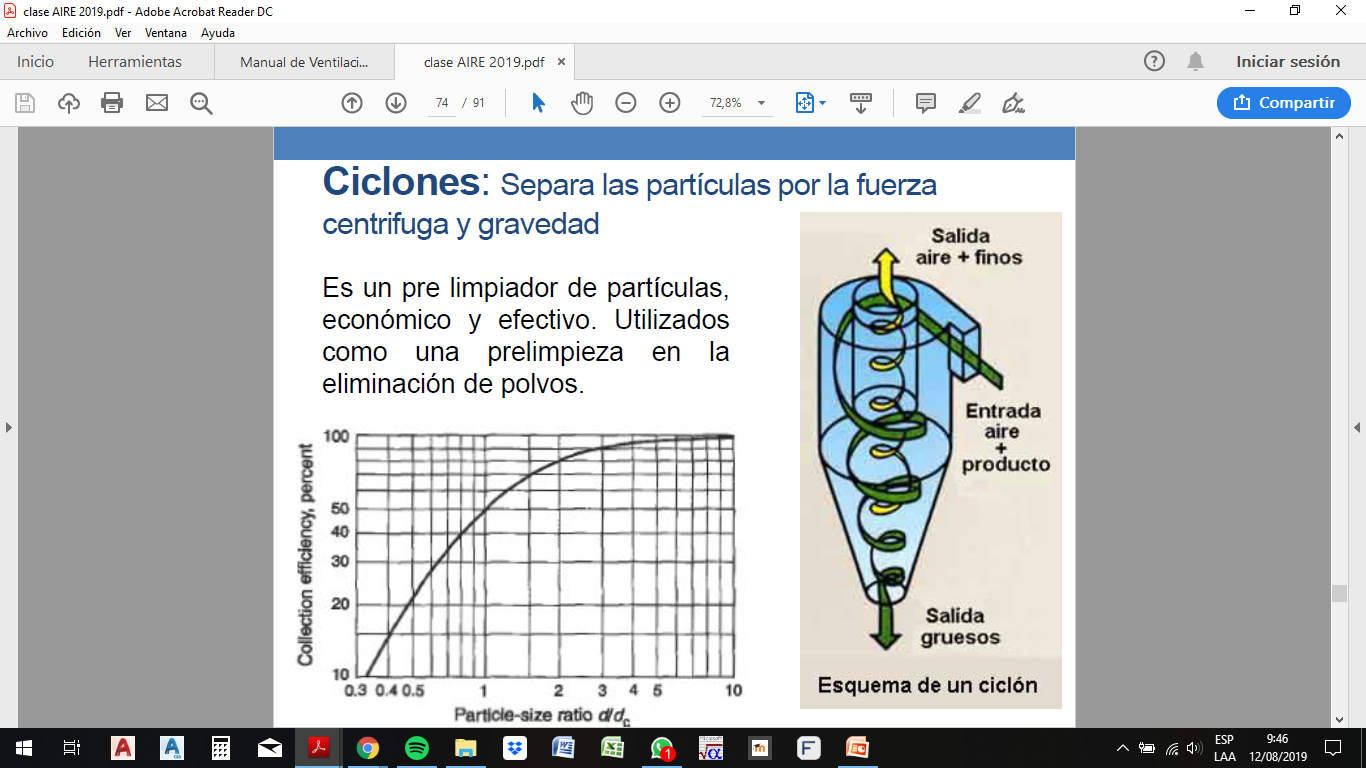 clase AIRE 2019.pdf - Adobe Acrobat Reader DC
Archivo Edición Ver Ventana Ayuda
Inicio Herramientas Manual de Ventilaci... clase AIRE 2019.pdf × Iniciar sesión
74 / 91 72,8% Compartir
Ciclones: Separa las partículas por la fuerza
centrifuga y gravedad
Es un pre limpiador de partículas,
económico y efectivo. Utilizados
como una prelimpieza en la
eliminación de polvos.
Collection efficiency, percent
100
50
40
30
20
10
0.3 0.4 0.5 1 2 3 4 5 10
Particle-size ratio d/dc
Salida
aire + finos
Entrada
aire
+
producto
Salida
gruesos
Esquema de un ciclón
ESP
LAA
9:46
12/08/2019
1